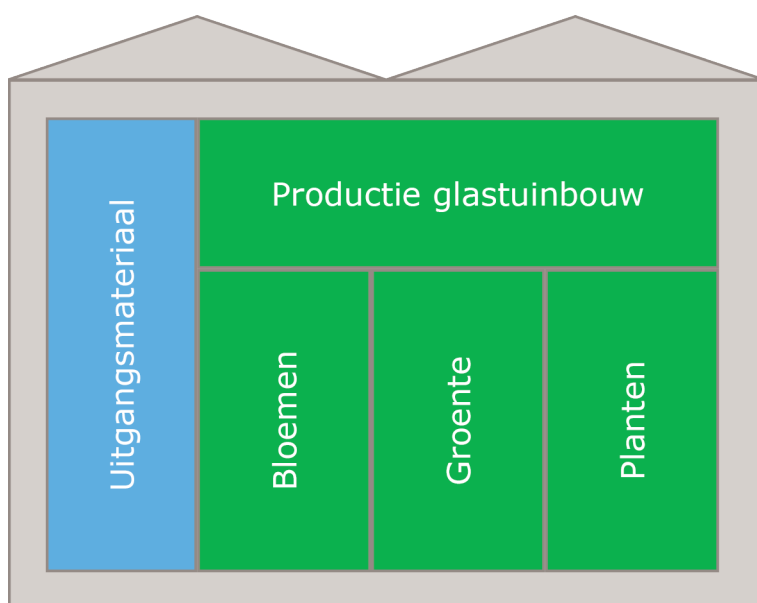 Uitgangsmateriaal
Productie glastuinbouw
Bloemen
Groente
Planten